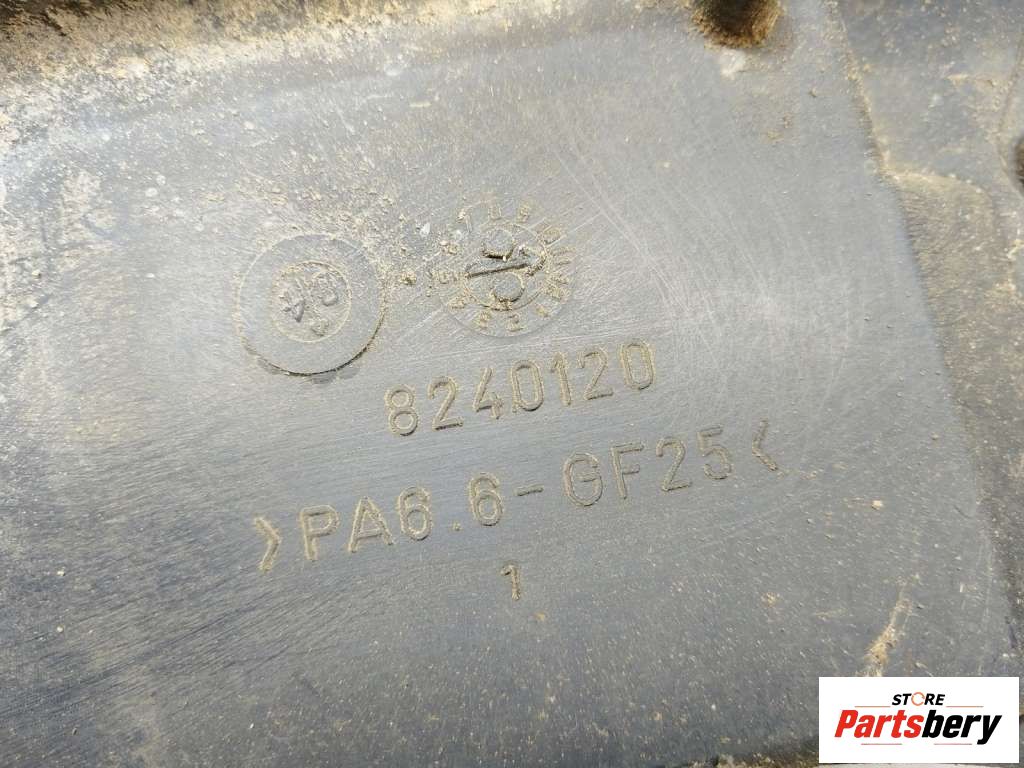 8240120
>PA6.6-GF25<
1
STORE
Partsbery